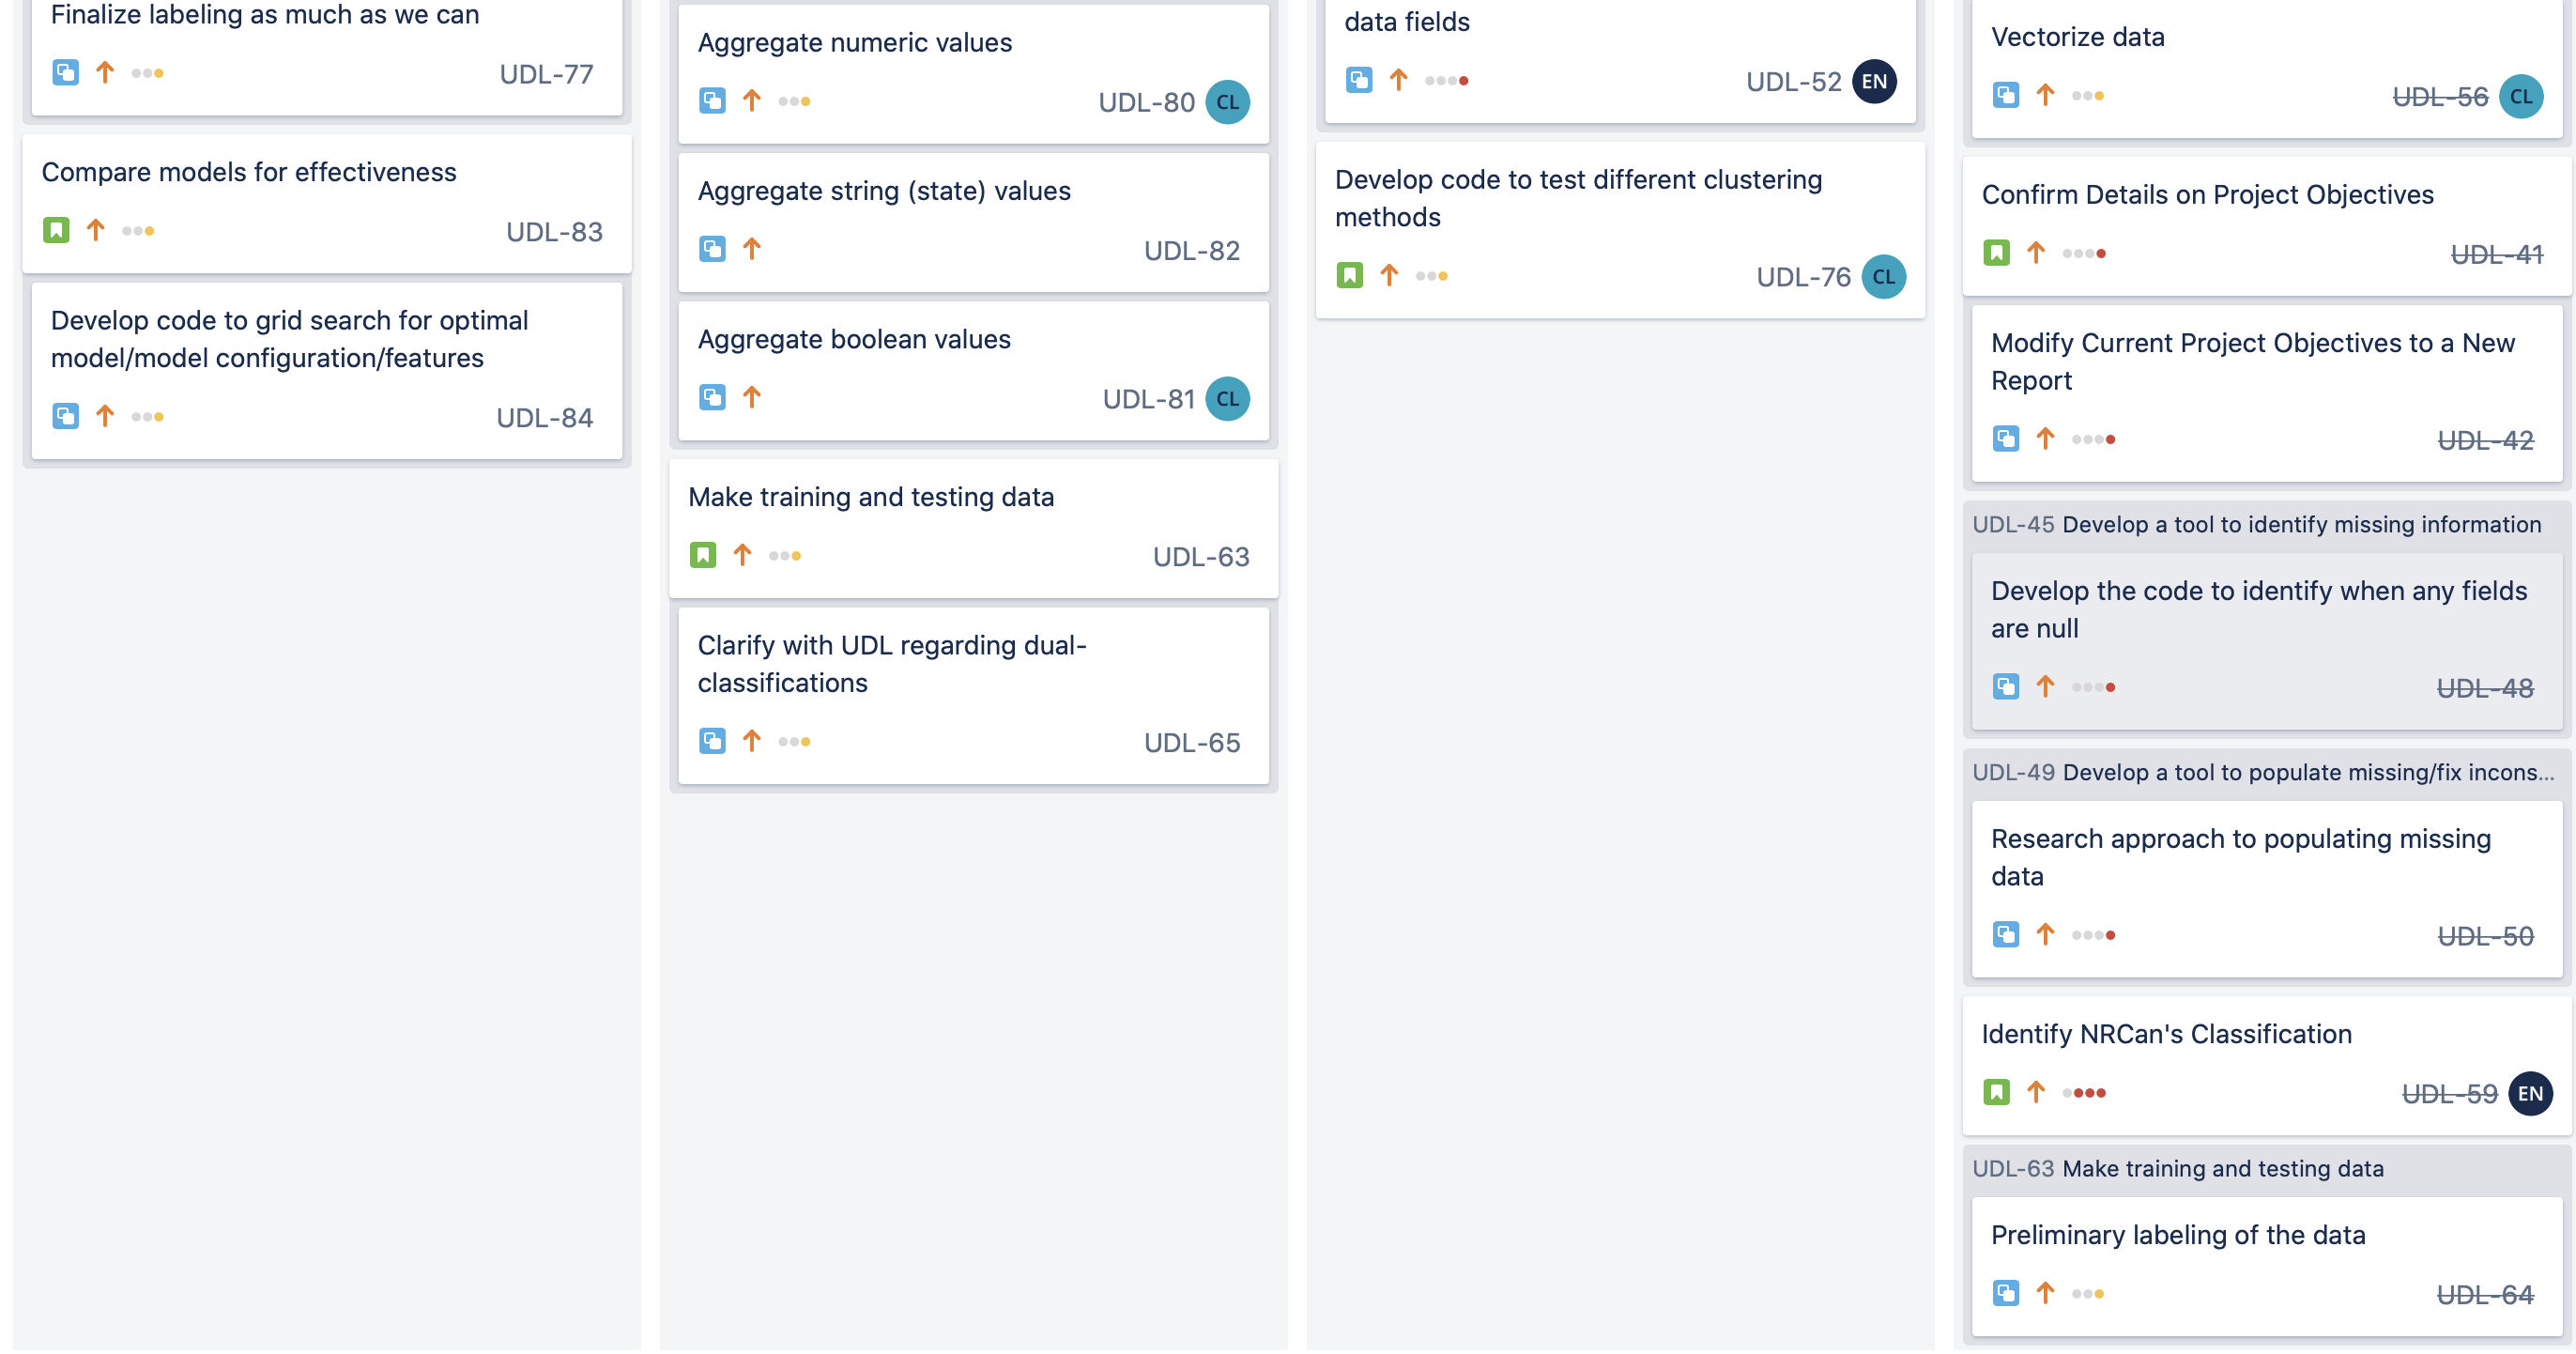 Finalize labeling as much as we can
UDL-77
Compare models for effectiveness
UDL-83
Develop code to grid search for optimal
model/model configuration/features
UDL-84
Aggregate numeric values
UDL-80 CL
Aggregate string (state) values
UDL-82
Aggregate boolean values
UDL-81 CL
Make training and testing data
UDL-63
Clarify with UDL regarding dual-
classifications
UDL-65
data fields
UDL-52 EN
Develop code to test different clustering
methods
UDL-76 CL
Vectorize data
UDL-56 CL
Confirm Details on Project Objectives
UDL-41
Modify Current Project Objectives to a New
Report
UDL-42
UDL-45 Develop a tool to identify missing information
Develop the code to identify when any fields
are null
UDL-48
UDL-49 Develop a tool to populate missing/fix incons...
Research approach to populating missing
data
UDL-50
Identify NRCan's Classification
UDL-59 EN
UDL-63 Make training and testing data
Preliminary labeling of the data
UDL-64